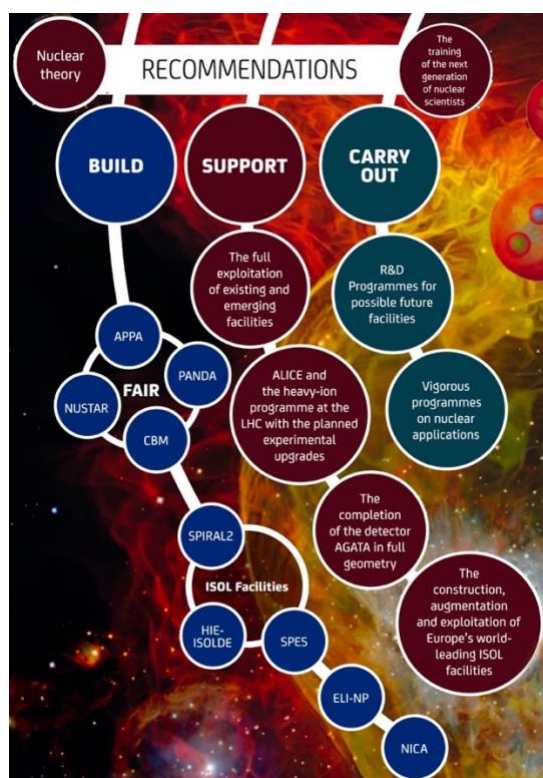 Nuclear
theory
RECOMMENDATIONS
The
training
of the next
generation
of nuclear
scientists
BUILD
SUPPORT
CARRY
OUT
The full
exploitation
of existing and
emerging
facilities
R&D
Programmes for
possible future
facilities
APPA
PANDA
FAIR
NUSTAR
CBM
ALICE and
the heavy-ion
programme at the
LHC with the planned
experimental
upgrades
Vigorous
programmes
on nuclear
applications
SPIRAL2
ISOL Facilities
HIE-
ISOLDE
SPES
The
completion
of the detector
AGATA in full
geometry
The
construction,
augmentation
and exploitation of
Europe's world-
leading ISOL
facilities
ELI-NP
NICA